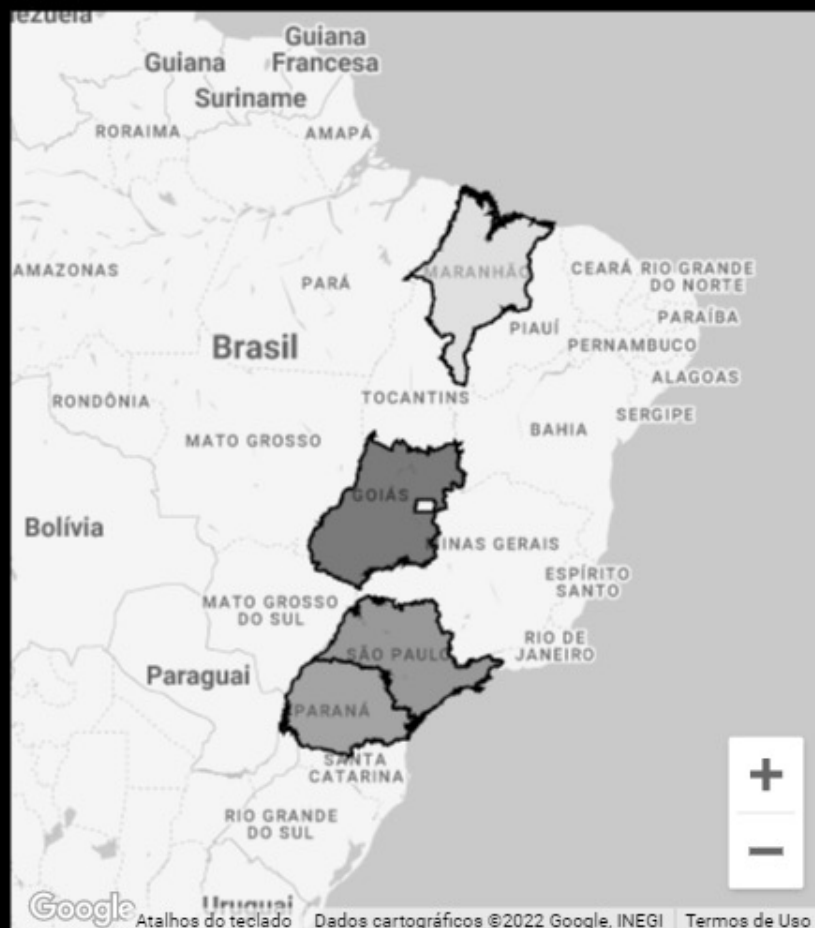 Guiana
Guiana
Francesa
Suriname
RORAIMA
AMAPÁ
AMAZONAS
PARÁ
MARANHÃO
CEARÁ
RIO GRANDE
DO NORTE
PIAUÍ
PARAÍBA
Brasil
PERNAMBUCO
ALAGOAS
RONDÔNIA
TOCANTINS
SERGIPE
MATO GROSSO
BAHIA
GOIÁS
Bolívia
MINAS GERAIS
ESPÍRITO
SANTO
MATO GROSSO
DO SUL
RIO DE
JANEIRO
SÃO PAULO
Paraguai
PARANÁ
SANTA
CATARINA
+
RIO GRANDE
DO SUL
−
Uruguai
Google
Atalhos do teclado
Dados cartográficos ©2022 Google, INEGI
Termos de Uso